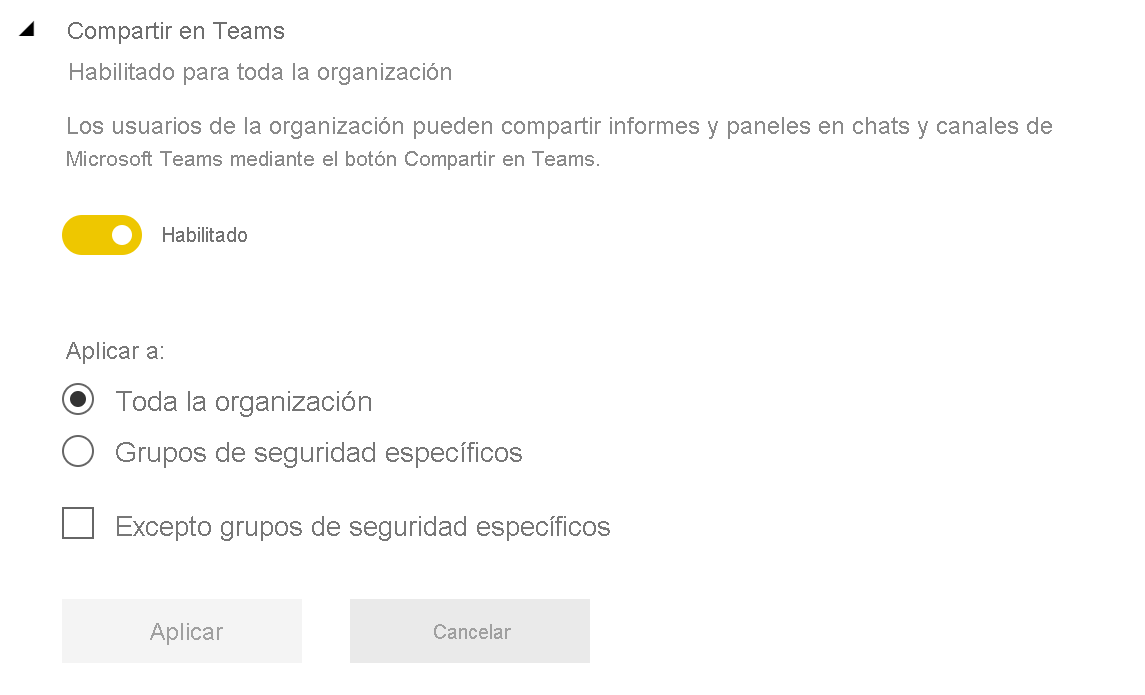 Compartir en Teams
Habilitado para toda la organización
Los usuarios de la organización pueden compartir informes y paneles en chats y canales de
Microsoft Teams mediante el botón Compartir en Teams.
Habilitado
Aplicar a:
Toda la organización
Grupos de seguridad específicos
Excepto grupos de seguridad específicos
Aplicar
Cancelar